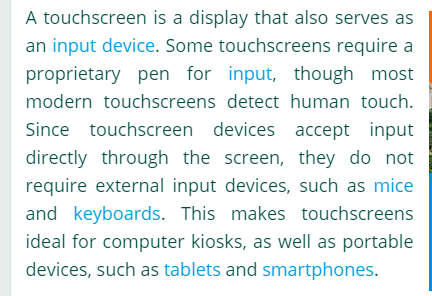 A touchscreen is a display that also serves as
an input device. Some touchscreens require a
proprietary pen for input, though most
modern touchscreens detect human touch.
Since touchscreen devices accept input
directly through the screen, they do not
require external input devices, such as mice
and keyboards. This makes touchscreens
ideal for computer kiosks, as well as portable
devices, such as tablets and smartphones.